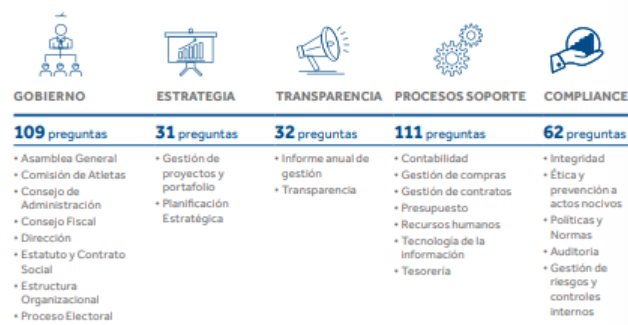 GOBIERNO
109 preguntas
• Asamblea General
• Comisión de Atletas
• Consejo de
Administración
• Consejo Fiscal
• Dirección
• Estatuto y Contrato
Social
• Estructura
Organizacional
• Proceso Electoral
ESTRATEGIA
31 preguntas
• Gestión de
proyectos y
portafolio
• Planificación
Estratégica
TRANSPARENCIA
32 preguntas
• Informe anual de
gestión
• Transparencia
PROCESOS SOPORTE
111 preguntas
• Contabilidad
• Gestión de compras
• Gestión de contratos
• Presupuesto
• Recursos humanos
• Tecnología de la
información
• Tesorería
COMPLIANCE
62 preguntas
• Integridad
• Ética y
prevención a
actos nocivos
• Políticas y
Normas
• Auditoria
• Gestión de
riesgos y
controles
internos